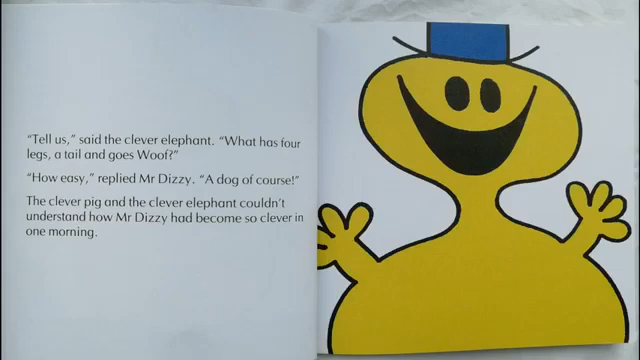 “Tell us,” said the clever elephant. “What has four
legs, a tail and goes Woof?”
“How easy,” replied Mr Dizzy. “A dog of course!”
The clever pig and the clever elephant couldn’t
understand how Mr Dizzy had become so clever in
one morning.